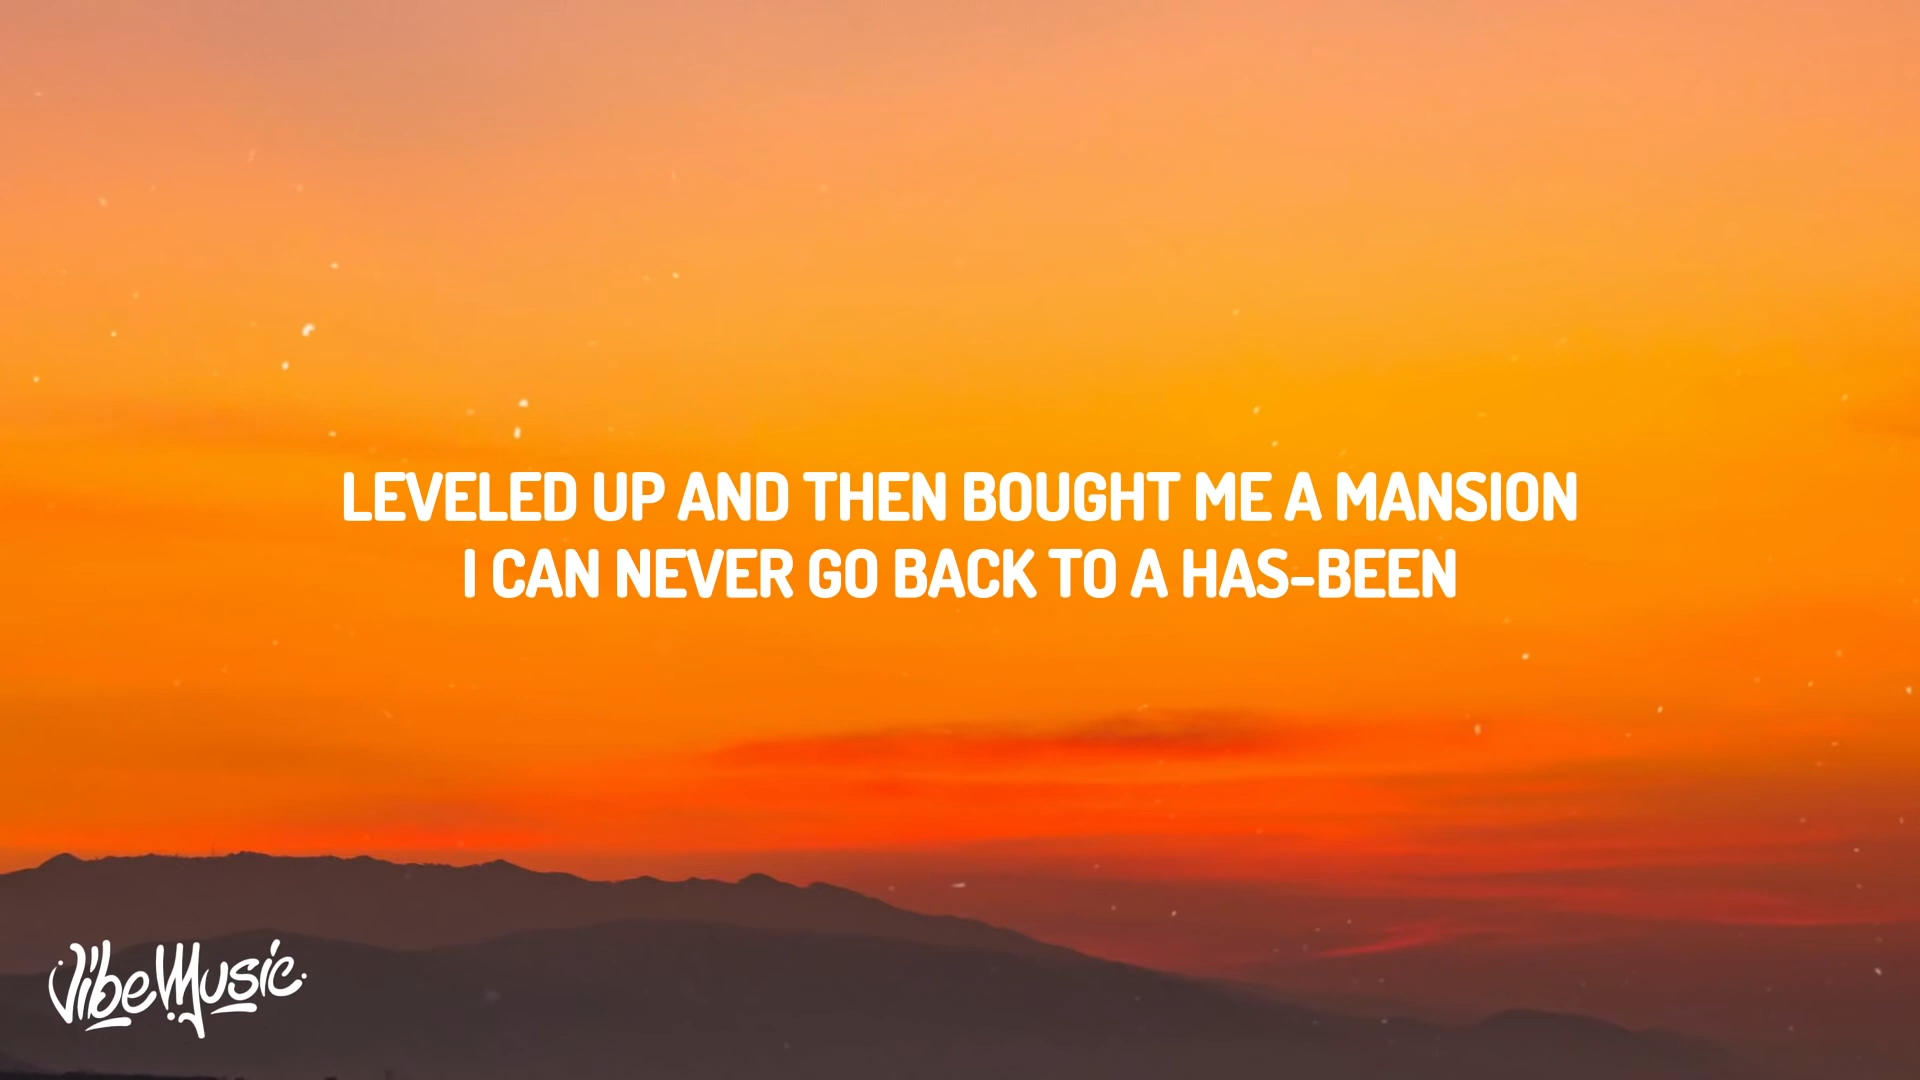 LEVELED UP AND THEN BOUGHT ME A MANSION
I CAN NEVER GO BACK TO A HAS-BEEN
VibeMusic